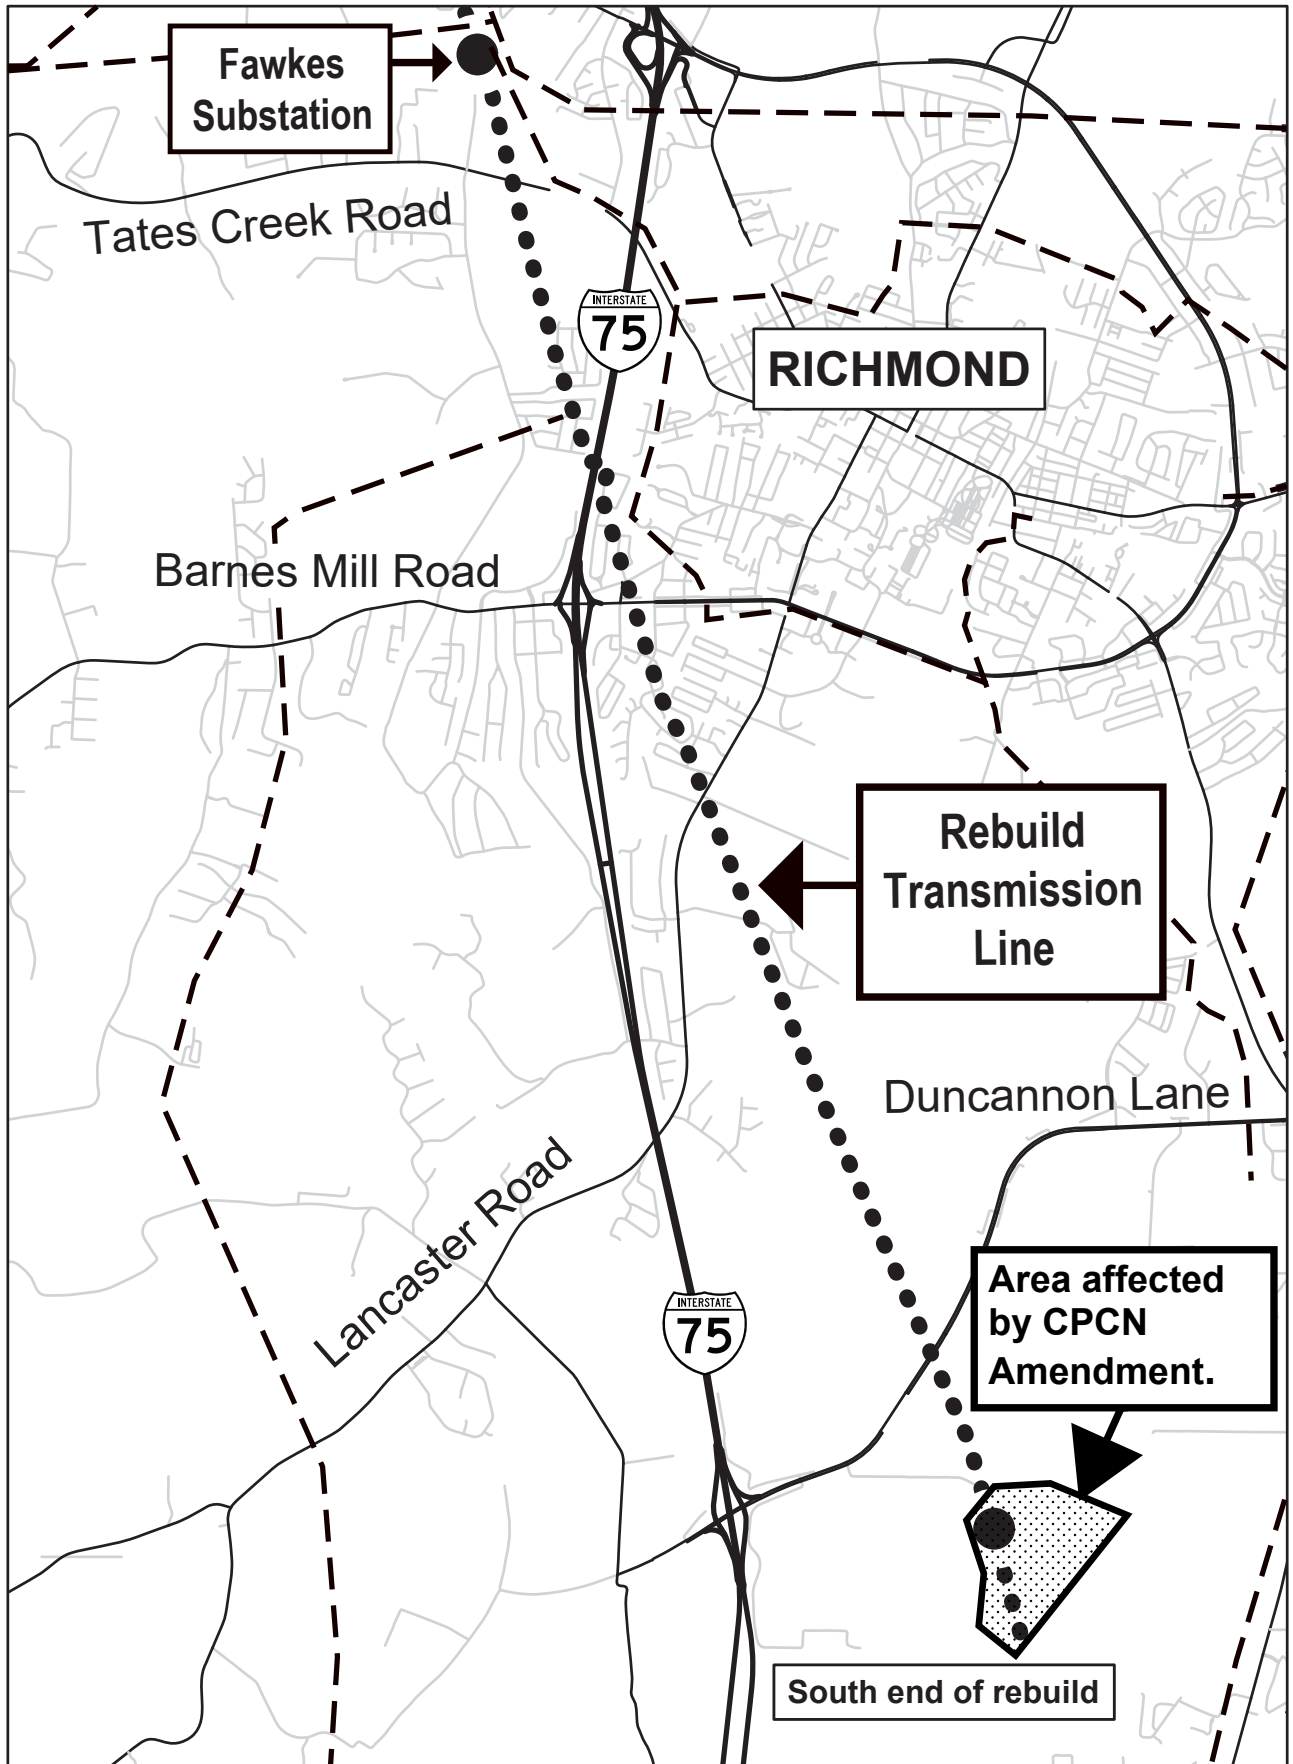 Fawkes
Substation
Tates Creek Road
INTERSTATE
75
RICHMOND
Barnes Mill Road
Rebuild
Transmission
Line
Duncannon Lane
Lancaster Road
Area affected
by CPCN
Amendment.
INTERSTATE
75
South end of rebuild